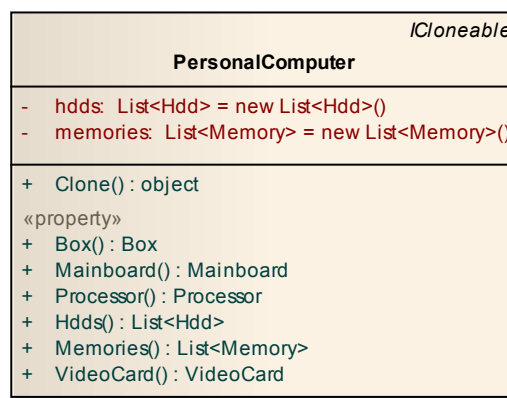 ICloneable
PersonalComputer
- hdds: List<Hdd> = new List<Hdd>()
- memories: List<Memory> = new List<Memory>()
+ Clone() : object
«property»
+ Box() : Box
+ Mainboard() : Mainboard
+ Processor() : Processor
+ Hdds() : List<Hdd>
+ Memories() : List<Memory>
+ VideoCard() : VideoCard